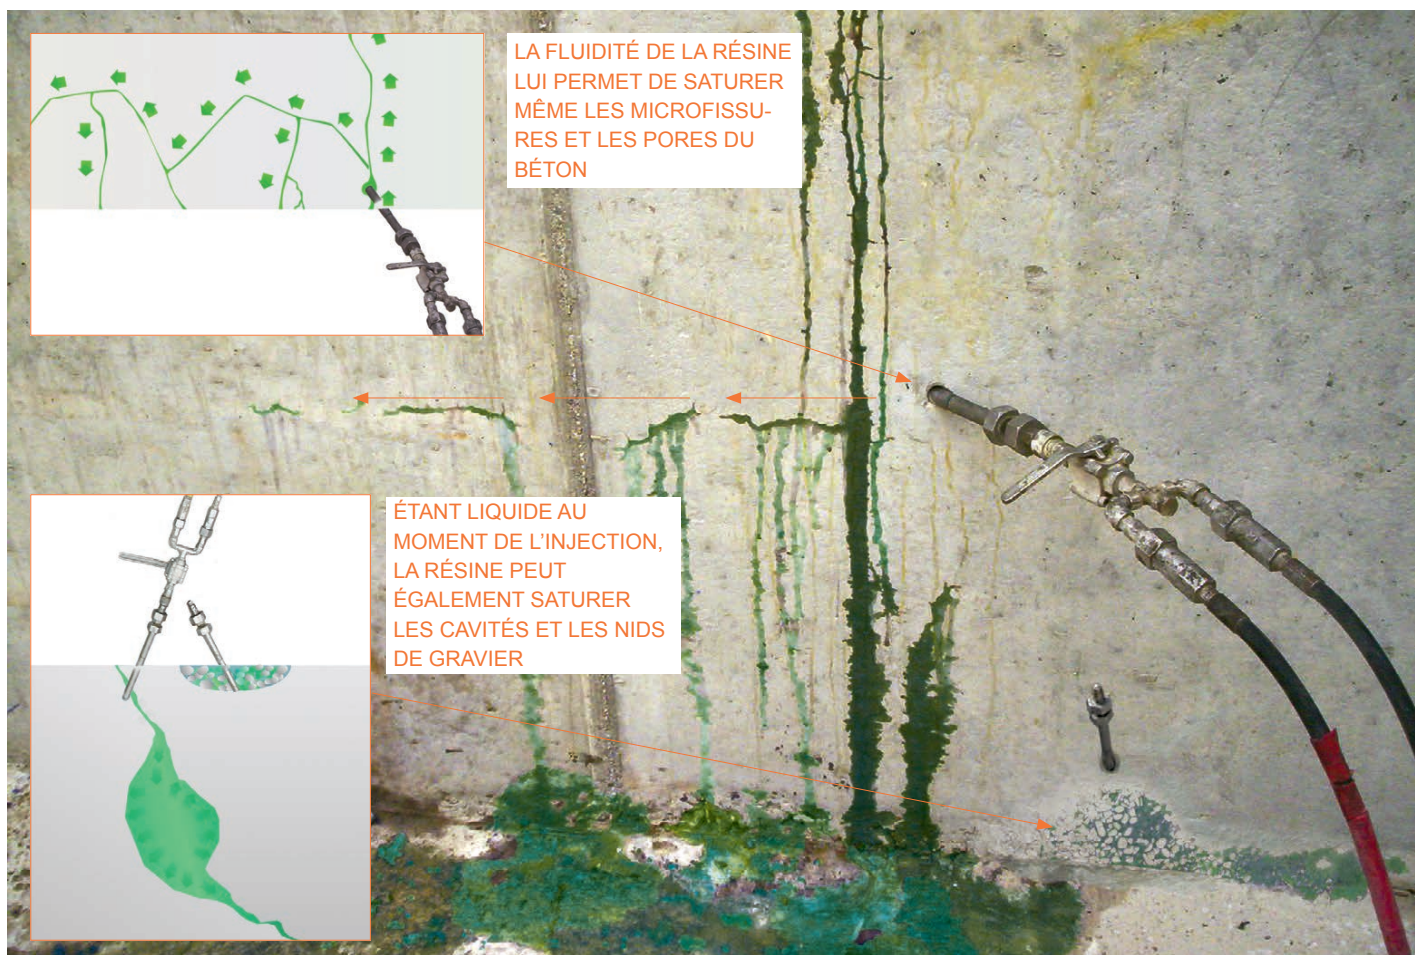 LA FLUIDITÉ DE LA RÉSINE
LUI PERMET DE SATURER
MÊME LES MICROFISSU-
RES ET LES PORES DU
BÉTON
ÉTANT LIQUIDE AU
MOMENT DE L'INJECTION,
LA RÉSINE PEUT
ÉGALEMENT SATURER
LES CAVITÉS ET LES NIDS
DE GRAVIER